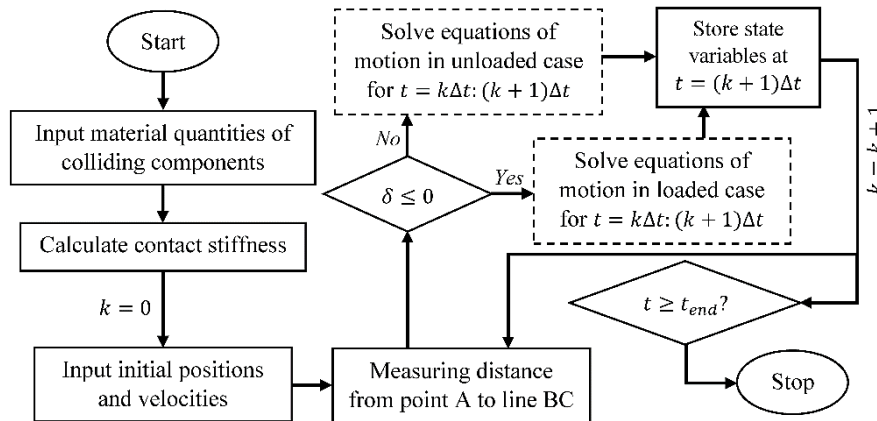 Start
Input material quantities of
colliding components
Calculate contact stiffness
k = 0
Input initial positions
and velocities
Measuring distance
from point A to line BC
δ ≤ 0
No
Yes
Solve equations of
motion in unloaded case
for t = kΔt: (k + 1)Δt
Solve equations of
motion in loaded case
for t = kΔt: (k + 1)Δt
Store state
variables at
t = (k + 1)Δt
t ≥ t_end?
Stop